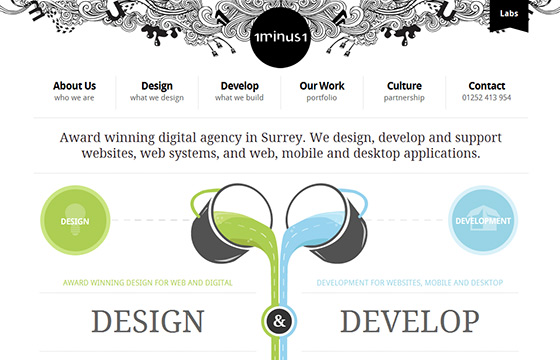 Labs
1minus1
About Us
who we are
Design
what we design
Develop
what we build
Our Work
portfolio
Culture
partnership
Contact
01252 413 954
Award winning digital agency in Surrey. We design, develop and support
websites, web systems, and web, mobile and desktop applications.
DESIGN
DEVELOPMENT
AWARD WINNING DESIGN FOR WEB AND DIGITAL
DEVELOPMENT FOR WEBSITES, MOBILE AND DESKTOP
DESIGN
&
DEVELOP